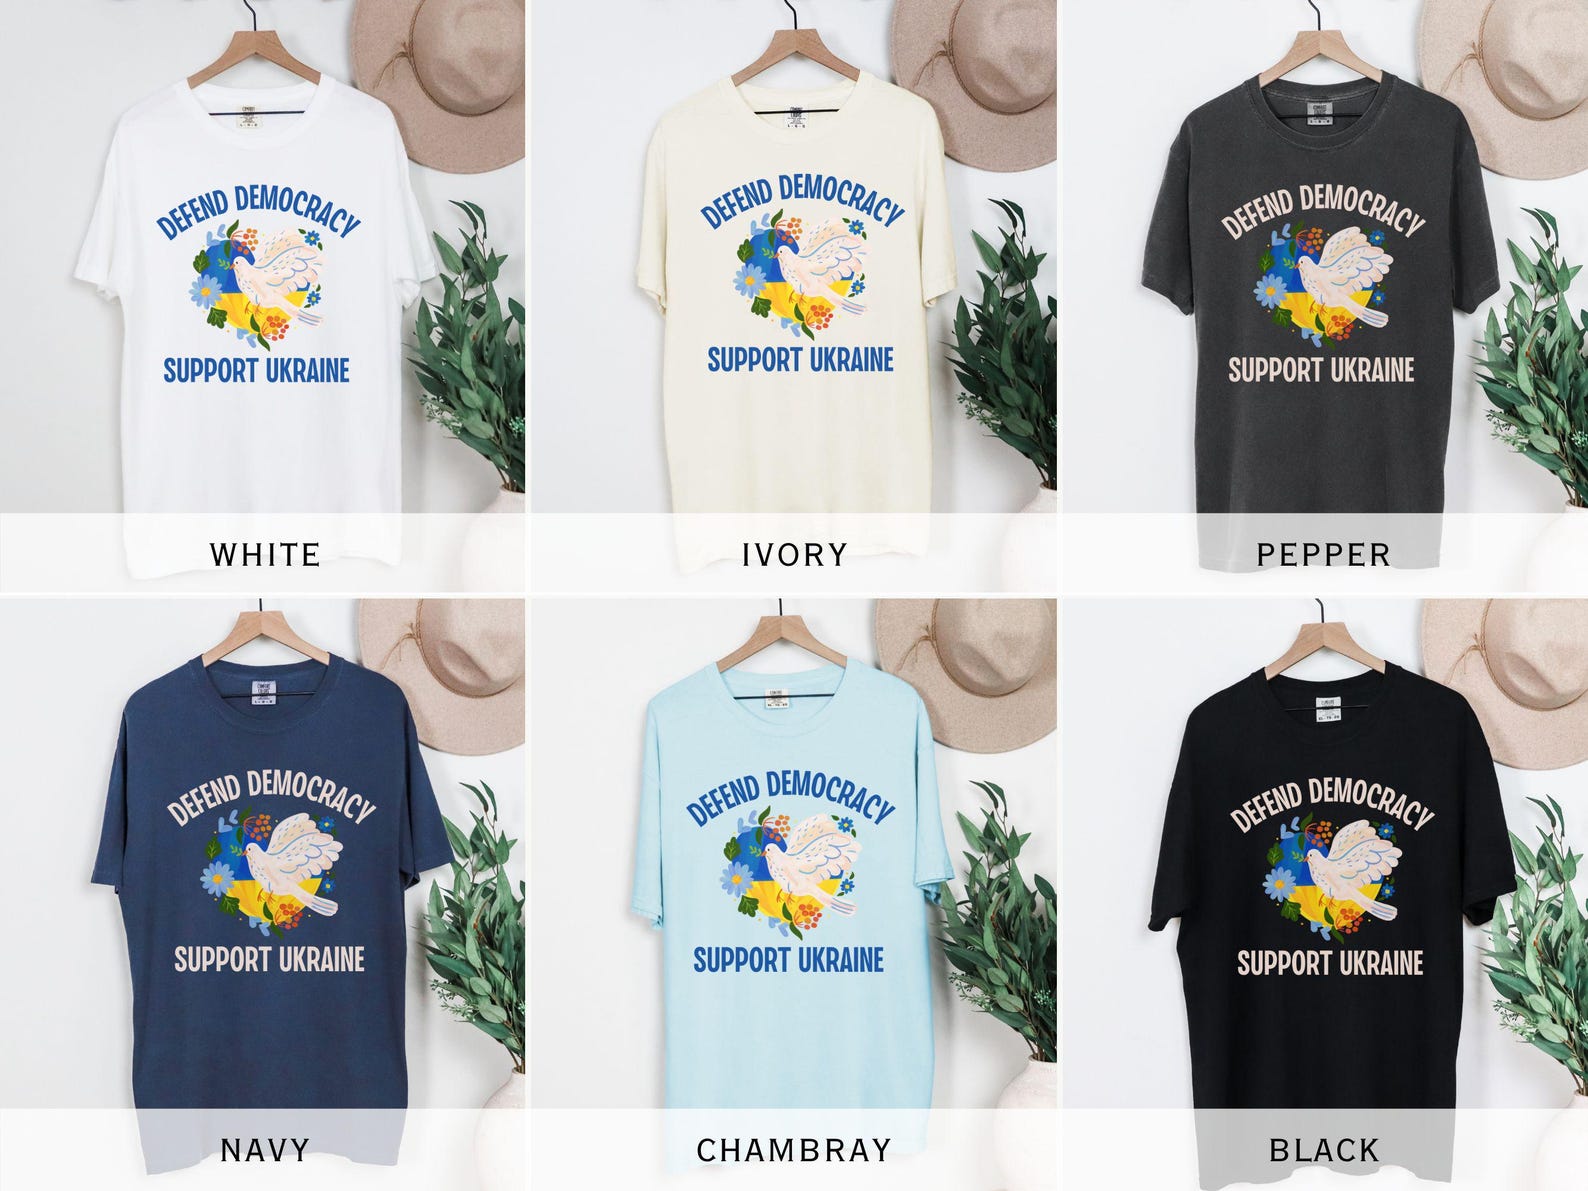 DEFEND DEMOCRACY
SUPPORT UKRAINE
WHITE
DEFEND DEMOCRACY
SUPPORT UKRAINE
IVORY
DEFEND DEMOCRACY
SUPPORT UKRAINE
PEPPER
DEFEND DEMOCRACY
SUPPORT UKRAINE
NAVY
DEFEND DEMOCRACY
SUPPORT UKRAINE
CHAMBRAY
DEFEND DEMOCRACY
SUPPORT UKRAINE
BLACK